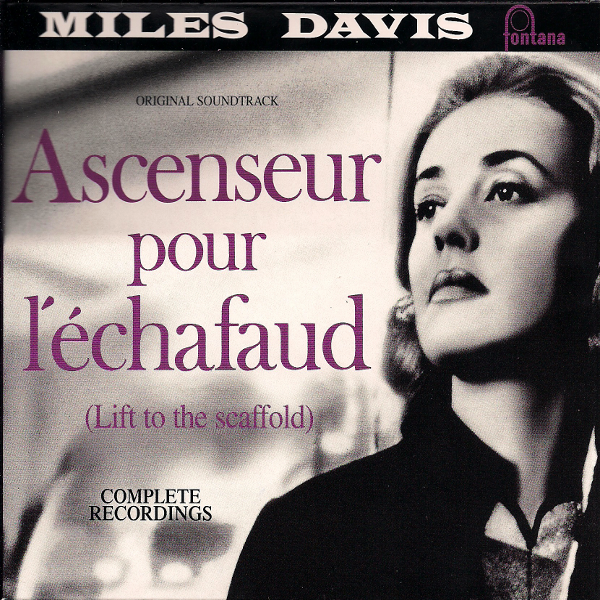 MILES DAVIS
fontana
ORIGINAL SOUNDTRACK
Ascenseur
pour
l'échafaud
(Lift to the scaffold)
COMPLETE
RECORDINGS